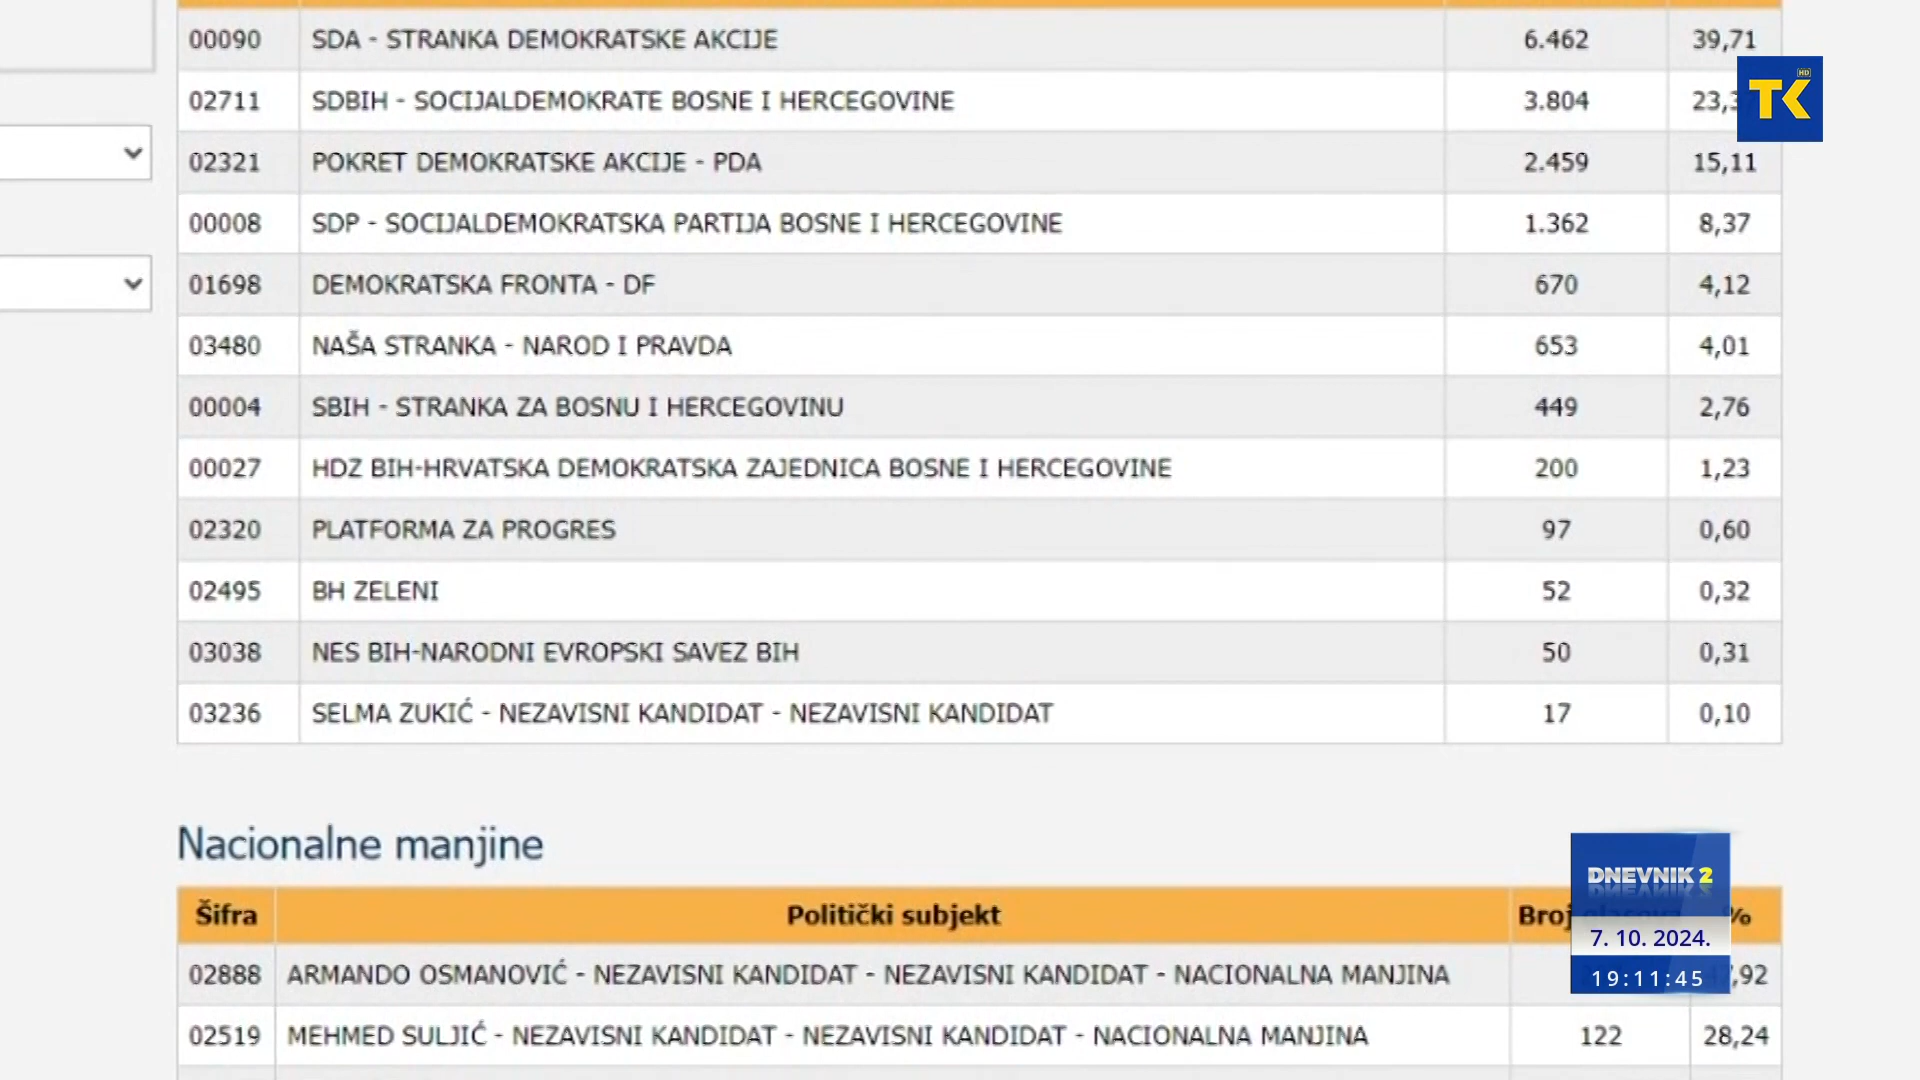 00090 SDA - STRANKA DEMOKRATSKE AKCIJE 6.462 39,71
02711 SDBIH - SOCIJALDEMOKRATE BOSNE I HERCEGOVINE 3.804
02321 POKRET DEMOKRATSKE AKCIJE - PDA 2.459 15,11
00008 SDP - SOCIJALDEMOKRATSKA PARTIJA BOSNE I HERCEGOVINE 1.362 8,37
01698 DEMOKRATSKA FRONTA - DF 670 4,12
03480 NAŠA STRANKA - NAROD I PRAVDA 653 4,01
00004 SBIH - STRANKA ZA BOSNU I HERCEGOVINU 449 2,76
00027 HDZ BIH-HRVATSKA DEMOKRATSKA ZAJEDNICA BOSNE I HERCEGOVINE 200 1,23
02320 PLATFORMA ZA PROGRES 97 0,60
02495 BH ZELENI 52 0,32
03038 NES BIH-NARODNI EVROPSKI SAVEZ BIH 50 0,31
03236 SELMA ZUKIĆ - NEZAVISNI KANDIDAT - NEZAVISNI KANDIDAT 17 0,10
TK HD
Nacionalne manjine
Šifra Politički subjekt Broj %
02888 ARMANDO OSMANOVIĆ - NEZAVISNI KANDIDAT - NEZAVISNI KANDIDAT - NACIONALNA MANJINA
02519 MEHMED SULJIĆ - NEZAVISNI KANDIDAT - NEZAVISNI KANDIDAT - NACIONALNA MANJINA 122 28,24
DNEVNIK 2
7. 10. 2024.
19:11:45